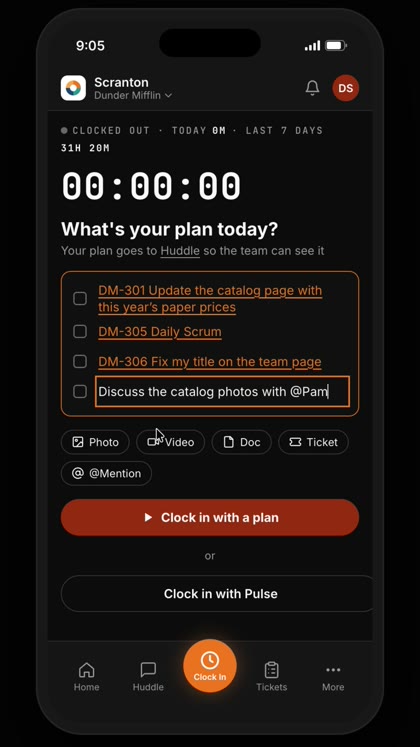 9:05
Scranton
Dunder Mifflin
DS
CLOCKED OUT · TODAY 0M · LAST 7 DAYS
31H 20M
00:00:00
What's your plan today?
Your plan goes to Huddle so the team can see it
DM-301 Update the catalog page with
this year’s paper prices
DM-305 Daily Scrum
DM-306 Fix my title on the team page
Discuss the catalog photos with @Pam
Photo
Video
Doc
Ticket
@Mention
Clock in with a plan
or
Clock in with Pulse
Home
Huddle
Clock in
Tickets
More